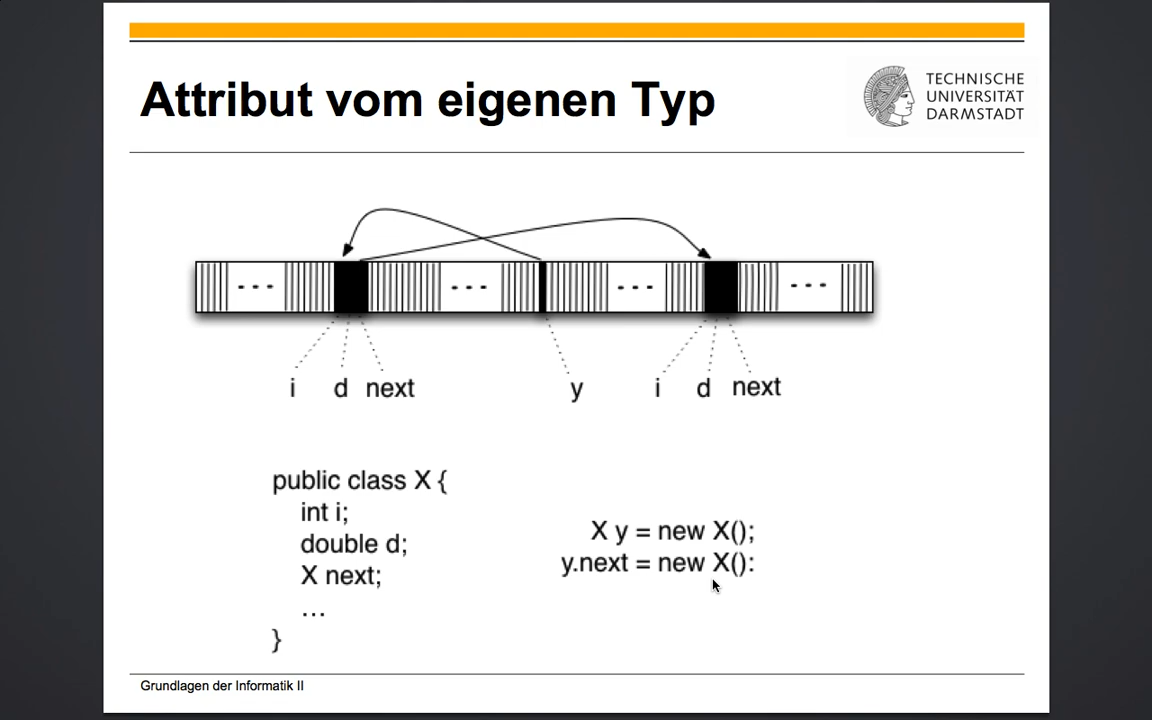 Attribut vom eigenen Typ
TECHNISCHE
UNIVERSITÄT
DARMSTADT
i d next y i d next
public class X {
int i;
double d;
X next;
...
}
X y = new X();
y.next = new X():
Grundlagen der Informatik II